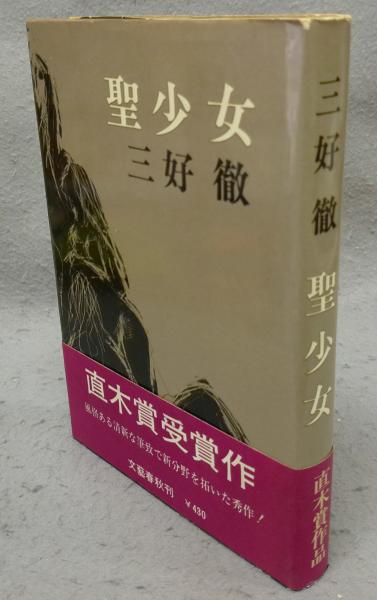 聖少女
三好 徹
直木賞受賞作
風格ある清新な筆致で新分野を拓いた秀作!
文藝春秋刊 ¥430
三好徹 聖少女
直木賞作品